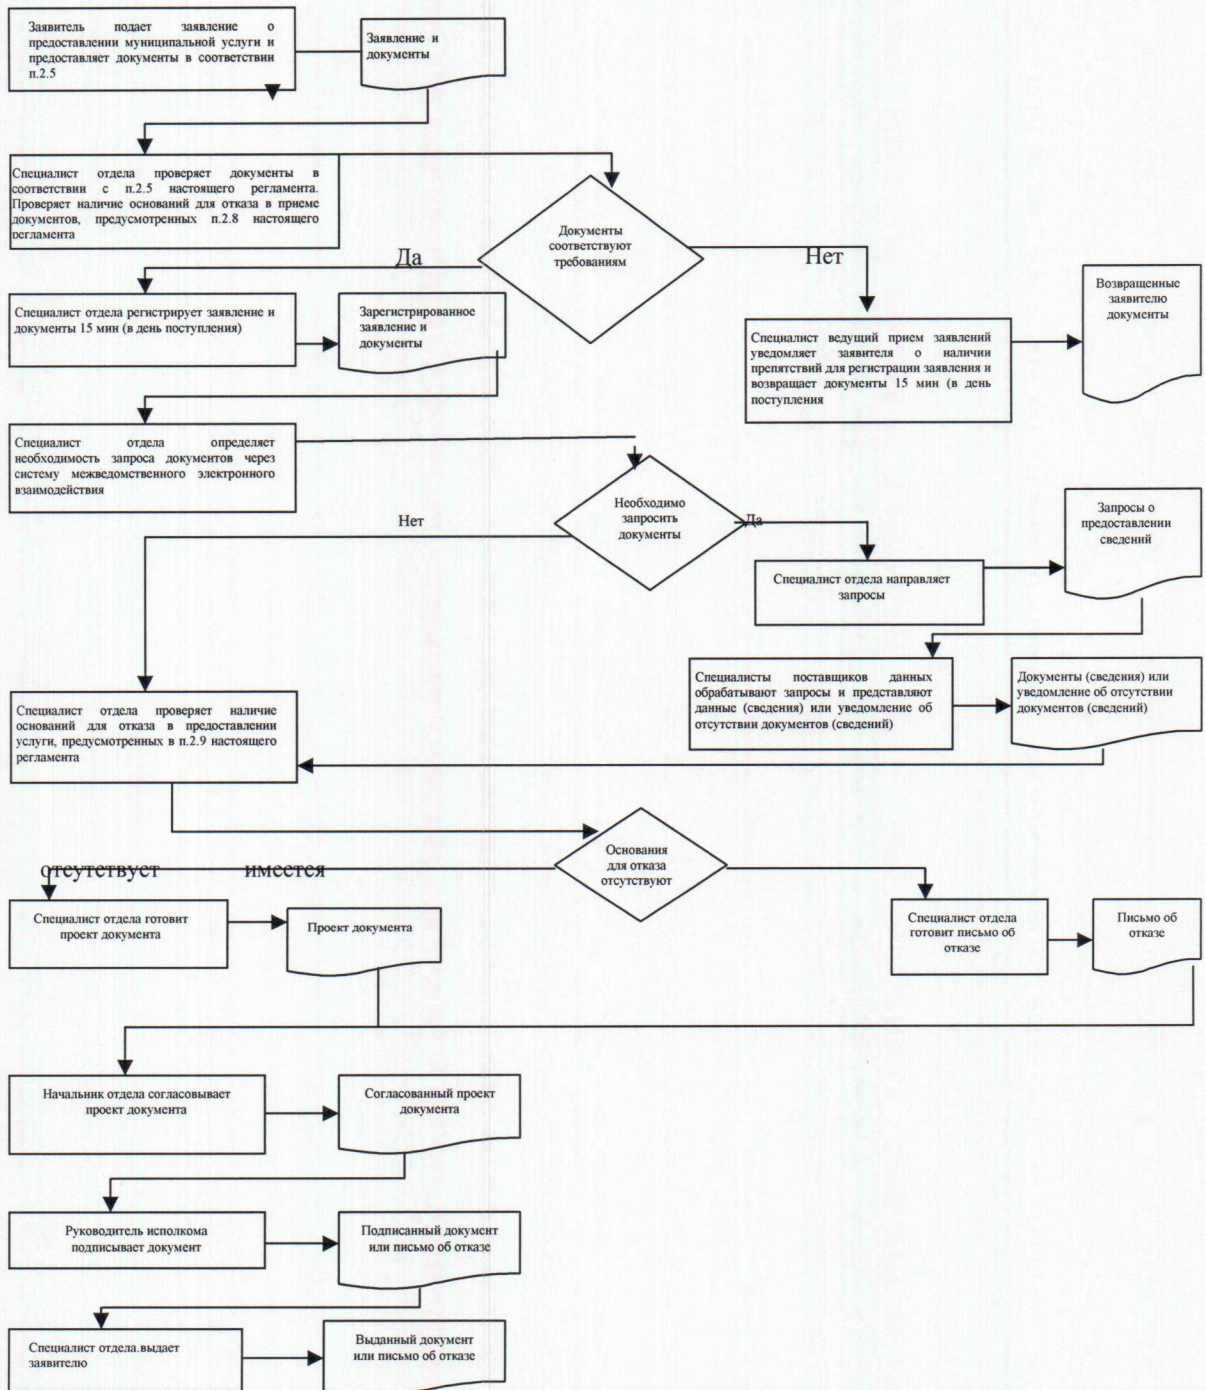 Заявитель подает заявление о
предоставлении муниципальной услуги и
предоставляет документы в соответствии
п.2.5
Заявление и
документы
Специалист отдела проверяет документы в
соответствии с п.2.5 настоящего регламента.
Проверяет наличие оснований для отказа в приеме
документов, предусмотренных п.2.8 настоящего
регламента
Документы
соответствуют
требованиям
Да
Нет
Специалист отдела регистрирует заявление и
документы 15 мин (в день поступления)
Зарегистрированное
заявление и
документы
Специалист ведущий прием заявлений
уведомляет заявителя о наличии
препятствий для регистрации заявления и
возвращает документы 15 мин (в день
поступления
Возвращенные
заявителю
документы
Специалист отдела определяет
необходимость запроса документов через
систему межведомственного электронного
взаимодействия
Необходимо
запросить
документы
Нет
Да
Специалист отдела направляет
запросы
Запросы о
предоставлении
сведений
Специалисты поставщиков данных
обрабатывают запросы и представляют
данные (сведения) или уведомление об
отсутствии документов (сведений)
Документы (сведения) или
уведомление об отсутствии
документов (сведений)
Специалист отдела проверяет наличие
оснований для отказа в предоставлении
услуги, предусмотренных в п.2.9 настоящего
регламента
Основания
для отказа
отсутствуют
отсутствует имеется
Специалист отдела готовит
проект документа
Проект документа
Специалист отдела
готовит письмо об
отказе
Письмо об
отказе
Начальник отдела согласовывает
проект документа
Согласованный проект
документа
Руководитель исполкома
подписывает документ
Подписанный документ
или письмо об отказе
Специалист отдела.выдает
заявителю
Выданный документ
или письмо об отказе